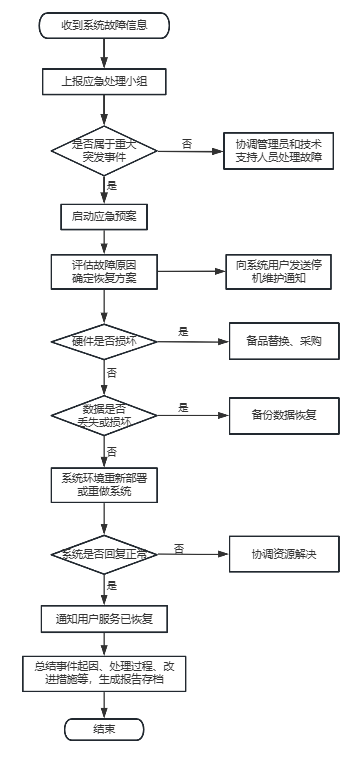 收到系统故障信息
上报应急处理小组
是否属于重大
突发事件
否
协调管理员和技术
支持人员处理故障
是
启动应急预案
评估故障原因
确定恢复方案
向系统用户发送停
机维护通知
硬件是否损坏
是
备品替换、采购
否
数据是否
丢失或损坏
是
备份数据恢复
否
系统环境重新部署
或重做系统
系统是否回复正常
否
协调资源解决
是
通知用户服务已恢复
总结事件起因、处理过程、改
进措施等，生成报告存档
结束